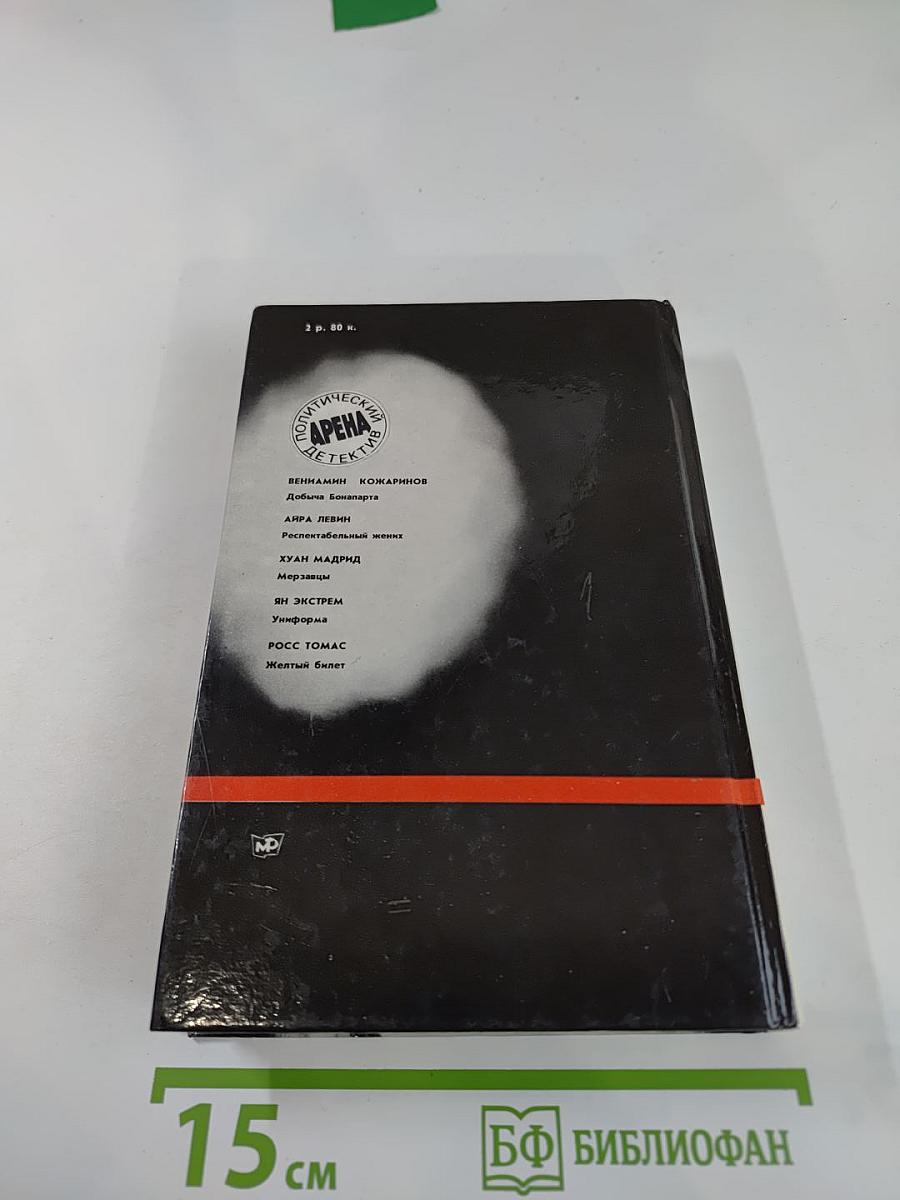 2 р. 80 к.
ПОЛИТИЧЕСКИЙ
АРЕНА
ДЕТЕКТИВ
ВЕНИАМИН КОЖАРИНОВ
Добыча Бонапарта
АЙРА ЛЕВИН
Респектабельный жених
ХУАН МАДРИД
Мерзавцы
ЯН ЭКСТРЕМ
Униформа
РОСС ТОМАС
Желтый билет
МР
15 см
БФ БИБЛИОФАН